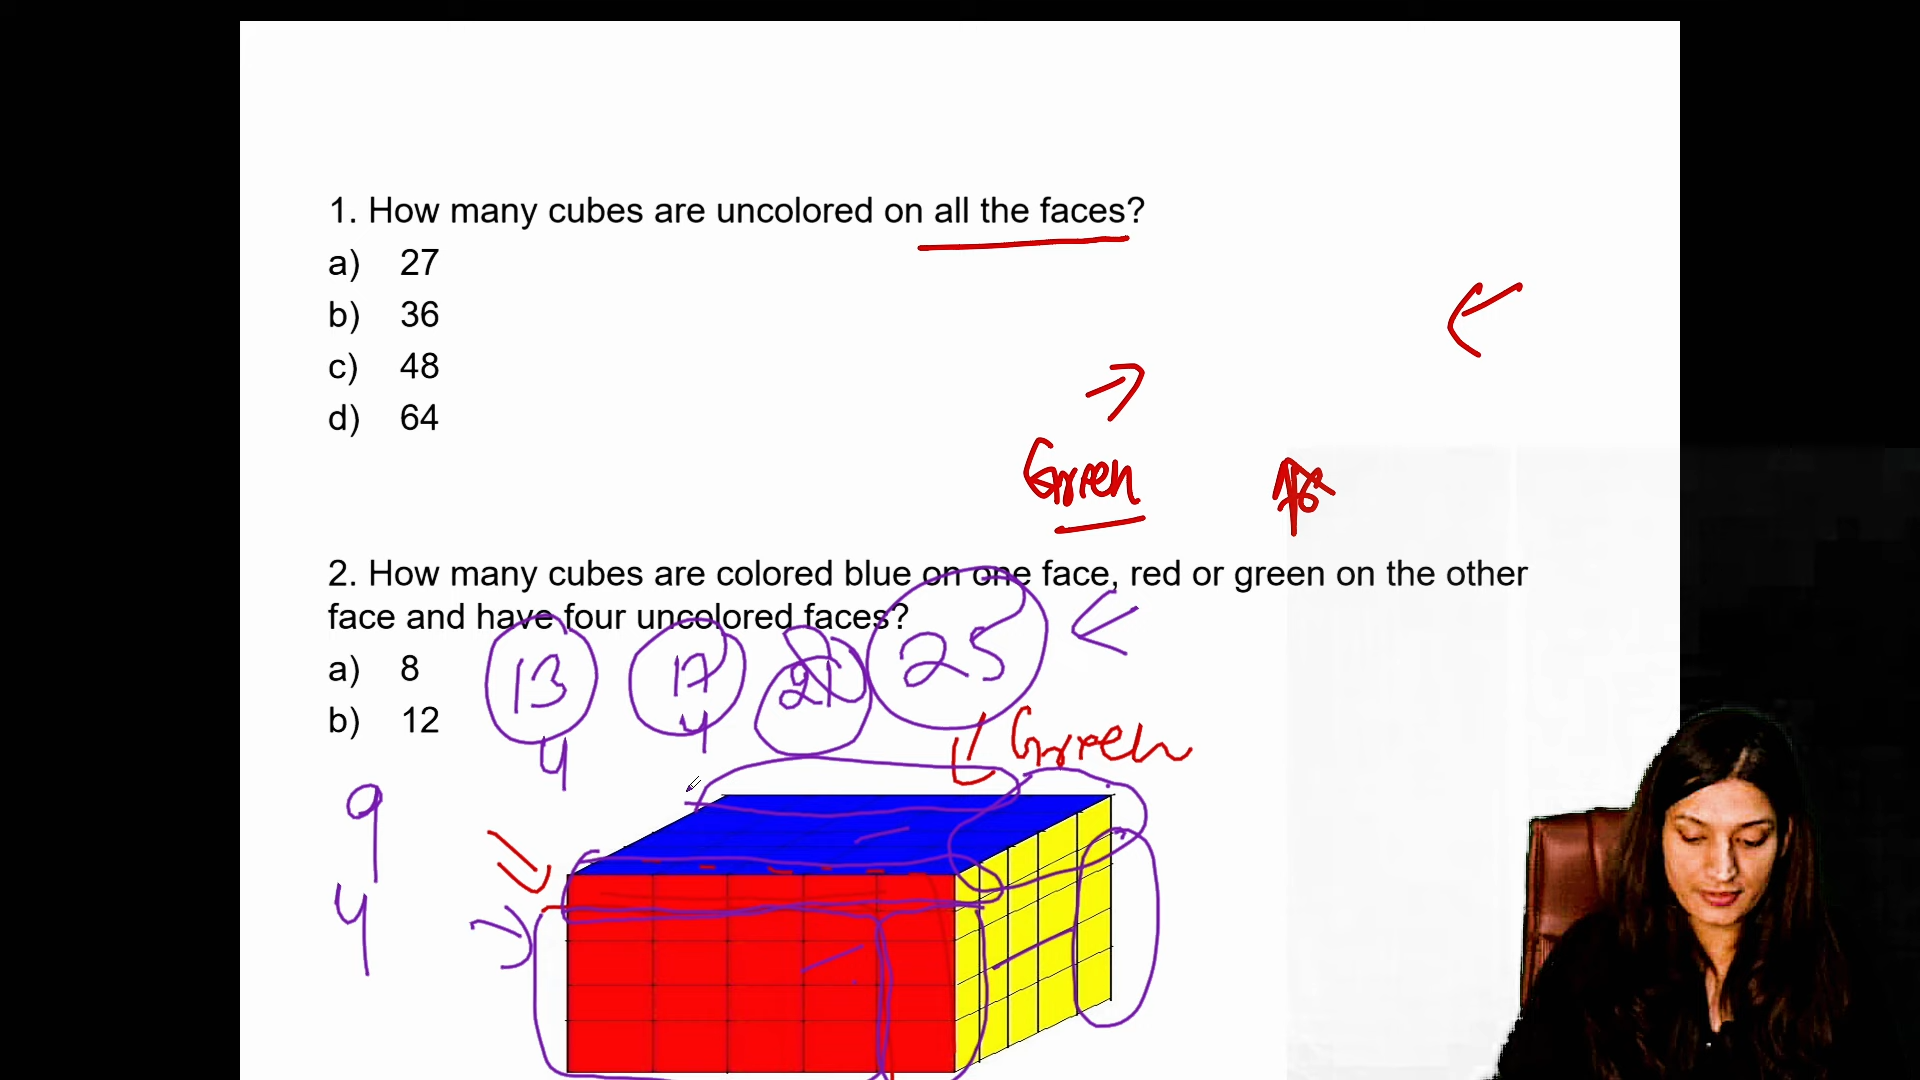 1. How many cubes are uncolored on all the faces?
a) 27
b) 36
c) 48
d) 64
Green
2. How many cubes are colored blue on one face, red or green on the other
face and have four uncolored faces?
a) 8
13 17 21 25
b) 12
4 4
Green
9
4